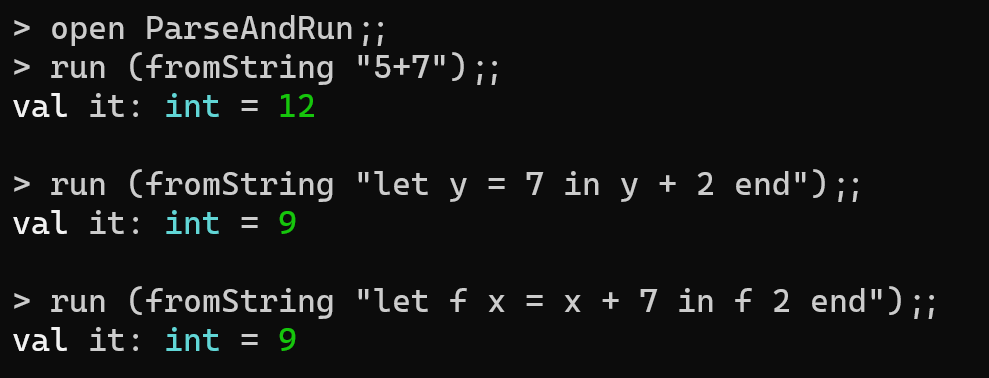 > open ParseAndRun;;
> run (fromString "5+7");;
val it: int = 12
> run (fromString "let y = 7 in y + 2 end");;
val it: int = 9
> run (fromString "let f x = x + 7 in f 2 end");;
val it: int = 9